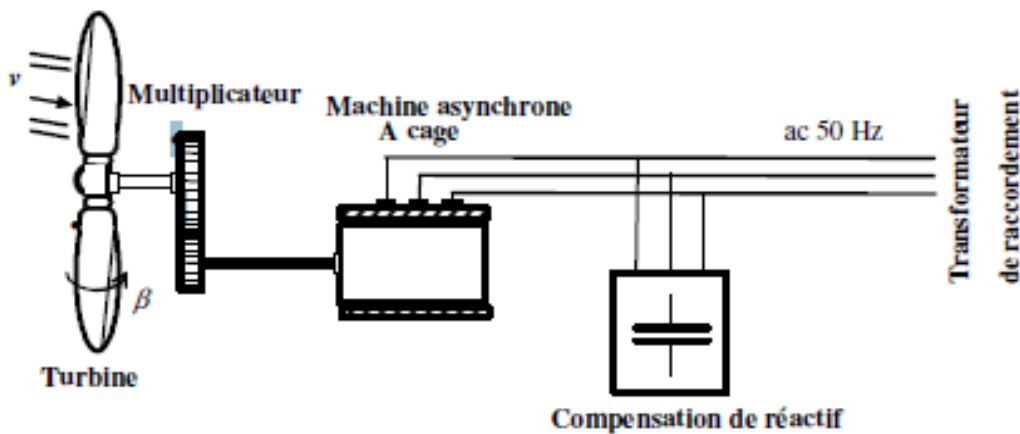 v
Multiplicateur
Machine asynchrone
A cage
ac 50 Hz
Transformateur
de raccordement
β
Turbine
Compensation de réactif